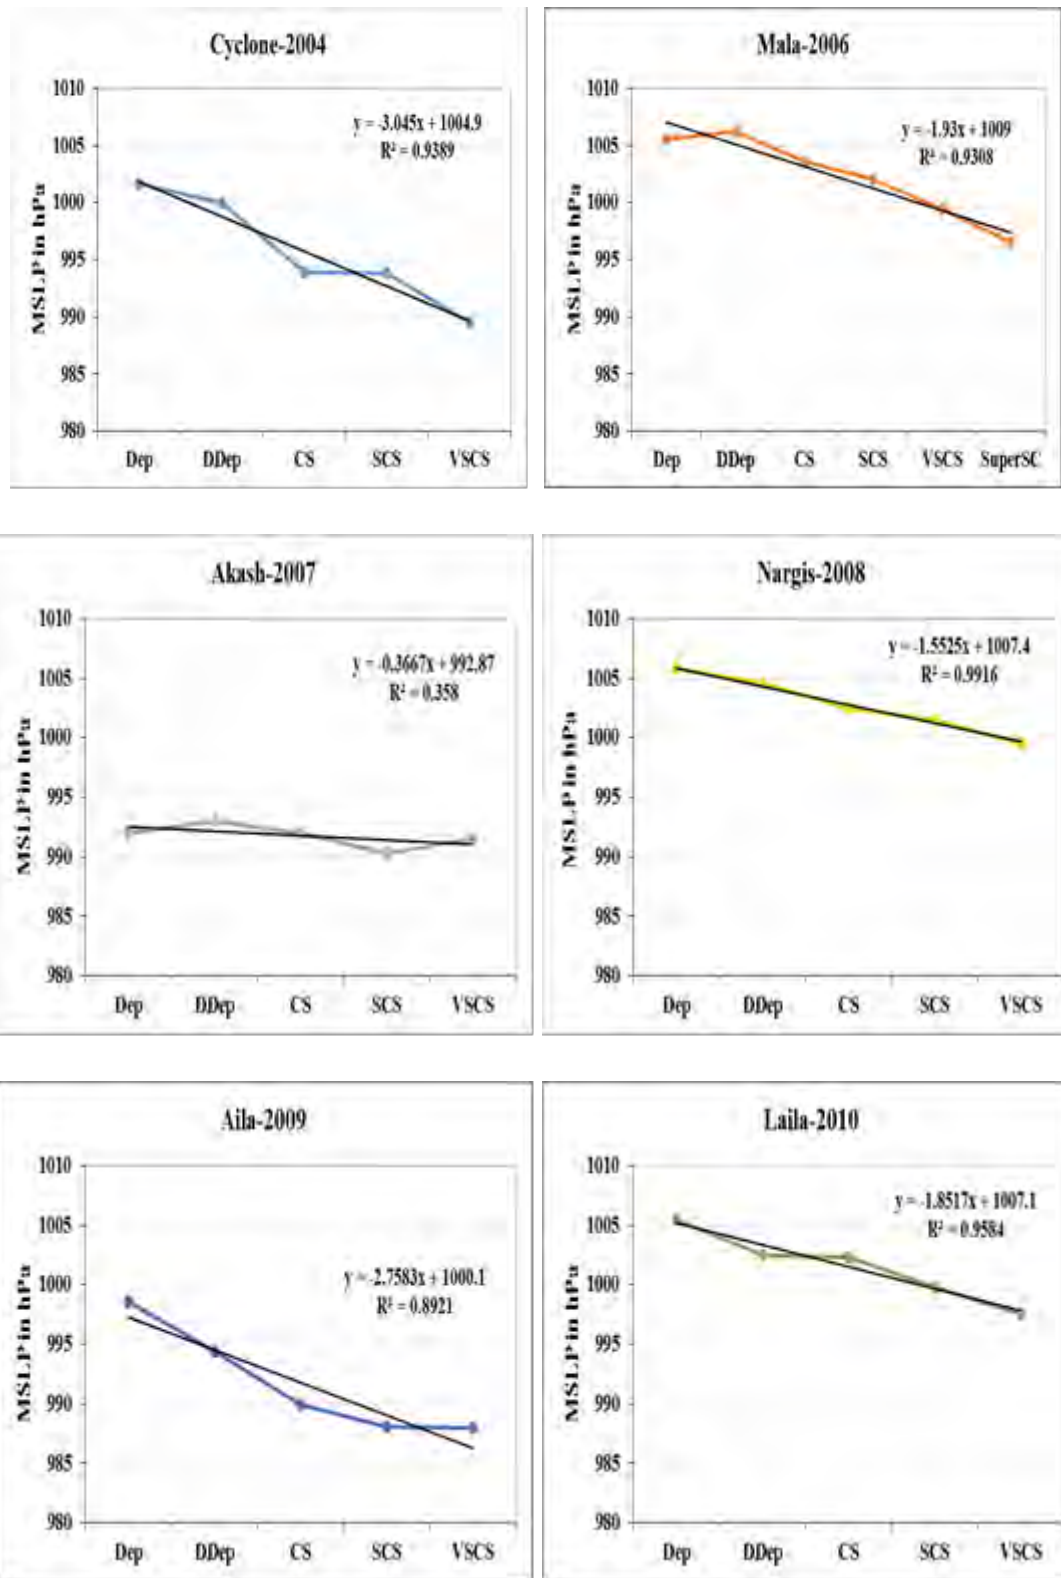 Cyclone-2004
1010
1005
1000
995
990
985
980
MSLP in hPa
y = -3.045x + 1004.9
R² = 0.9389
Dep D.Dep CS SCS VSCS
Mala-2006
1010
1005
1000
995
990
985
980
MSLP in hPa
y = -1.93x + 1009
R² = 0.9308
Dep D.Dep CS SCS VSCS SuperSC
Akash-2007
1010
1005
1000
995
990
985
980
MSLP in hPa
y = -0.3667x + 992.87
R² = 0.358
Dep D.Dep CS SCS VSCS
Nargis-2008
1010
1005
1000
995
990
985
980
MSLP in hPa
y = -1.5525x + 1007.4
R² = 0.9916
Dep D.Dep CS SCS VSCS
Aila-2009
1010
1005
1000
995
990
985
980
MSLP in hPa
y = -2.7583x + 1000.1
R² = 0.8921
Dep D.Dep CS SCS VSCS
Laila-2010
1010
1005
1000
995
990
985
980
MSLP in hPa
y = -1.8517x + 1007.1
R² = 0.9584
Dep D.Dep CS SCS VSCS